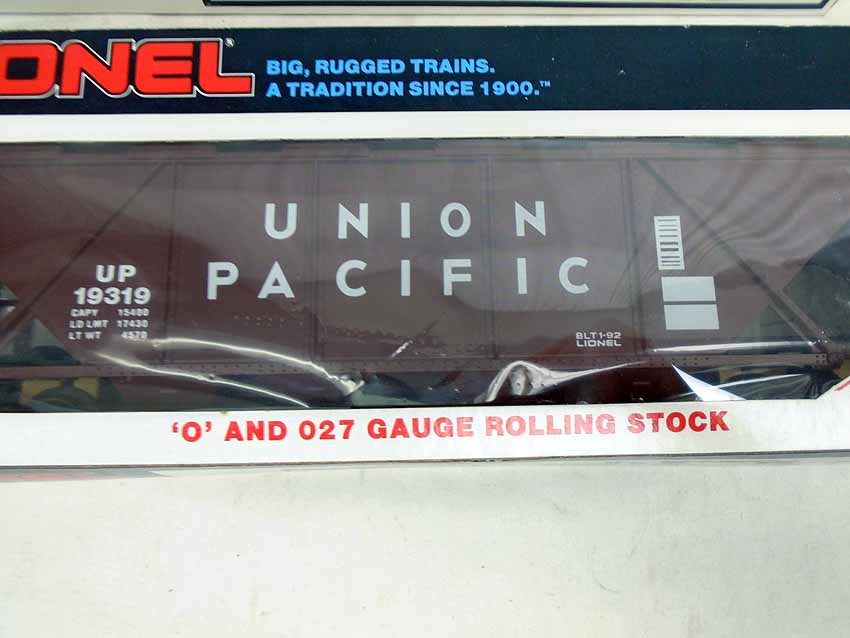 ONEL
BIG, RUGGED TRAINS.
A TRADITION SINCE 1900.™
UNION
PACIFIC
UP
19319
CAPY 15400
LD LMT 17430
LT WT 4570
BLT 1-92
LIONEL
'O' AND 027 GAUGE ROLLING STOCK